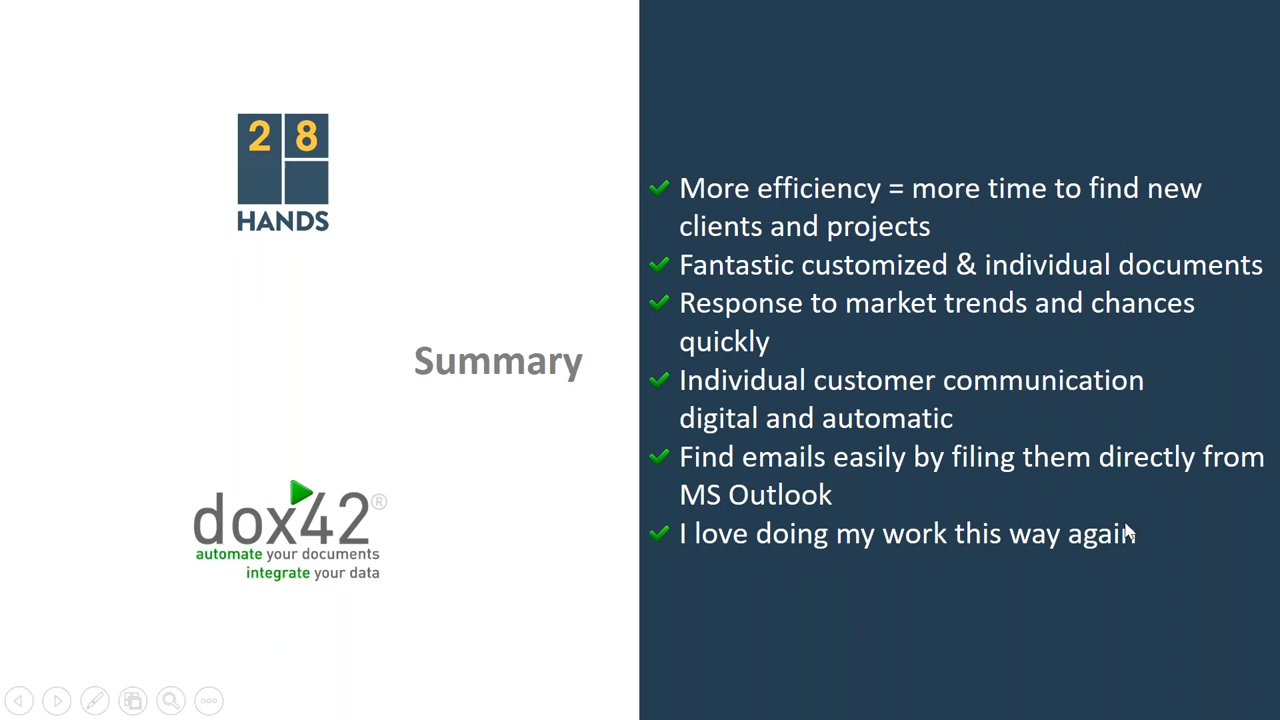 28
HANDS
Summary
dox42®
automate your documents
integrate your data
More efficiency = more time to find new
clients and projects
Fantastic customized & individual documents
Response to market trends and chances
quickly
Individual customer communication
digital and automatic
Find emails easily by filing them directly from
MS Outlook
I love doing my work this way again